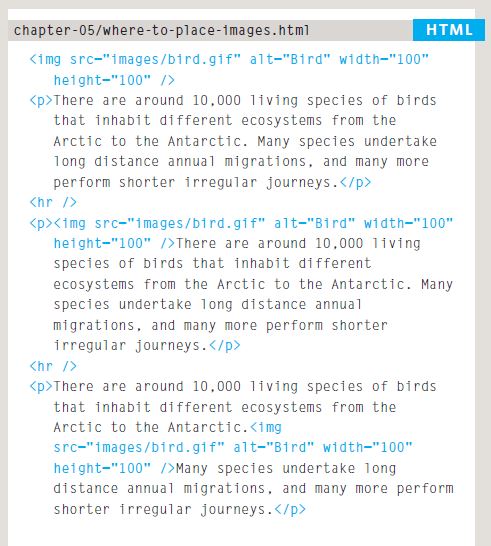 chapter-05/where-to-place-images.html HTML
<img src="images/bird.gif" alt="Bird" width="100"
height="100" />
<p>There are around 10,000 living species of birds
that inhabit different ecosystems from the
Arctic to the Antarctic. Many species undertake
long distance annual migrations, and many more
perform shorter irregular journeys.</p>
<hr />
<p><img src="images/bird.gif" alt="Bird" width="100"
height="100" />There are around 10,000 living
species of birds that inhabit different
ecosystems from the Arctic to the Antarctic. Many
species undertake long distance annual
migrations, and many more perform shorter
irregular journeys.</p>
<hr />
<p>There are around 10,000 living species of birds
that inhabit different ecosystems from the
Arctic to the Antarctic.<img
src="images/bird.gif" alt="Bird" width="100"
height="100" />Many species undertake long
distance annual migrations, and many more perform
shorter irregular journeys.</p>